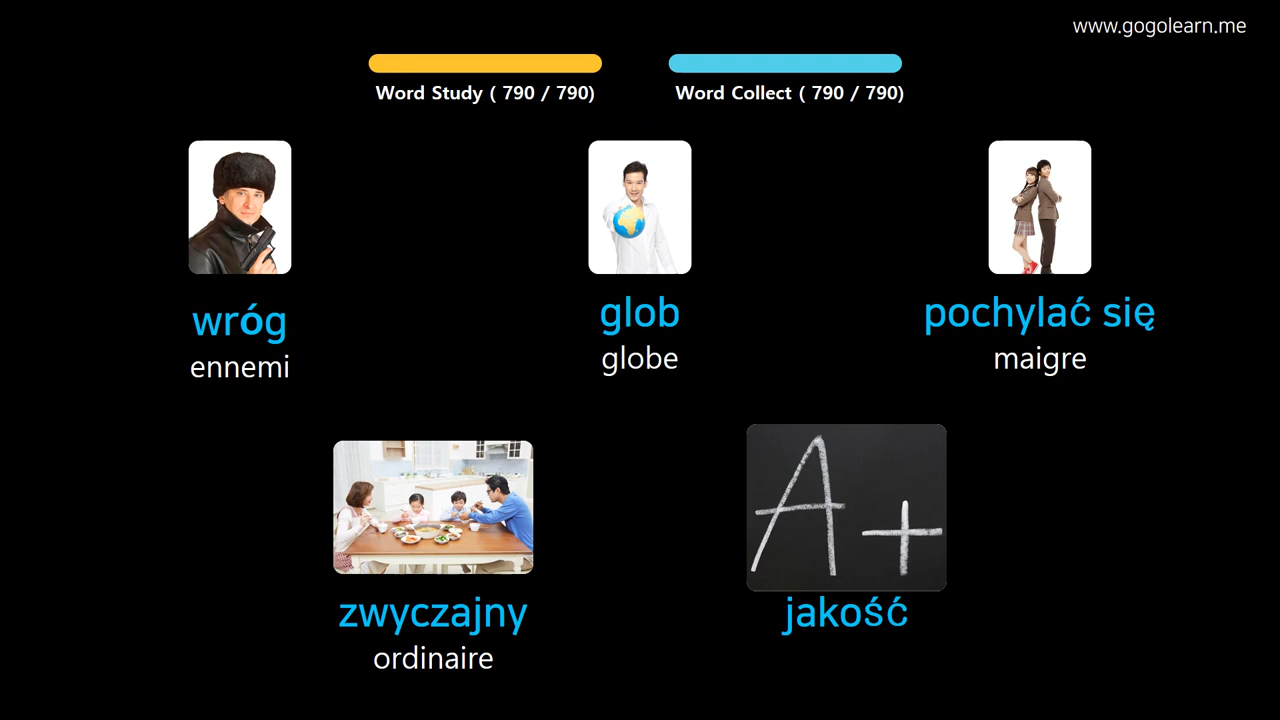 www.gogolearn.me
Word Study ( 790 / 790)
Word Collect ( 790 / 790)
wróg
ennemi
glob
globe
pochylać się
maigre
zwyczajny
ordinaire
A+
jakość